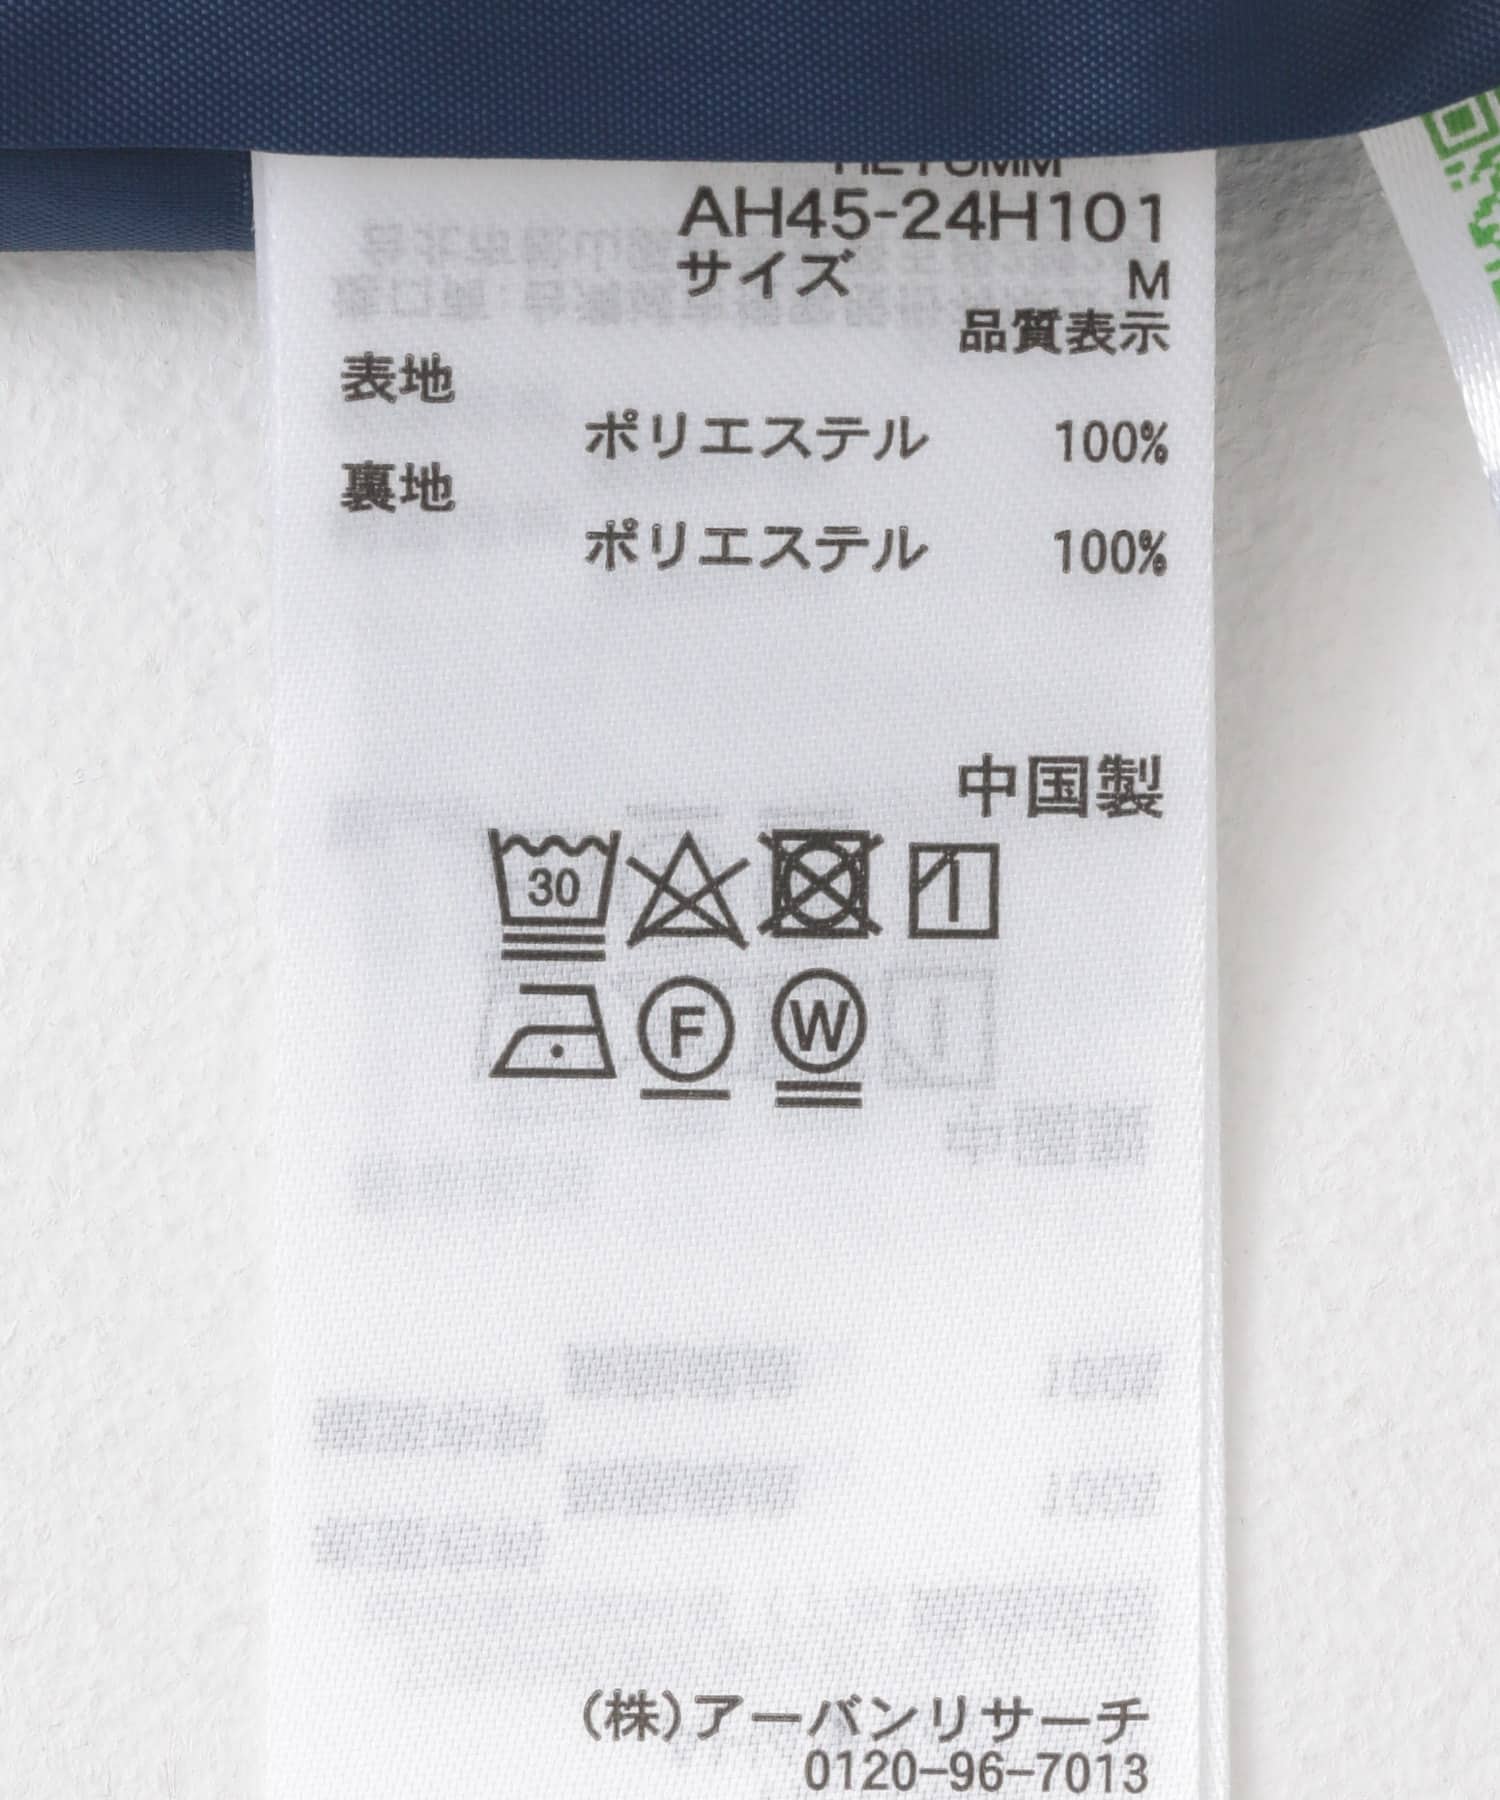 AH45-24H101
サイズ M
品質表示
表地
ポリエステル 100%
裏地
ポリエステル 100%
中国製
30
F W
(株)アーバンリサーチ
0120-96-7013